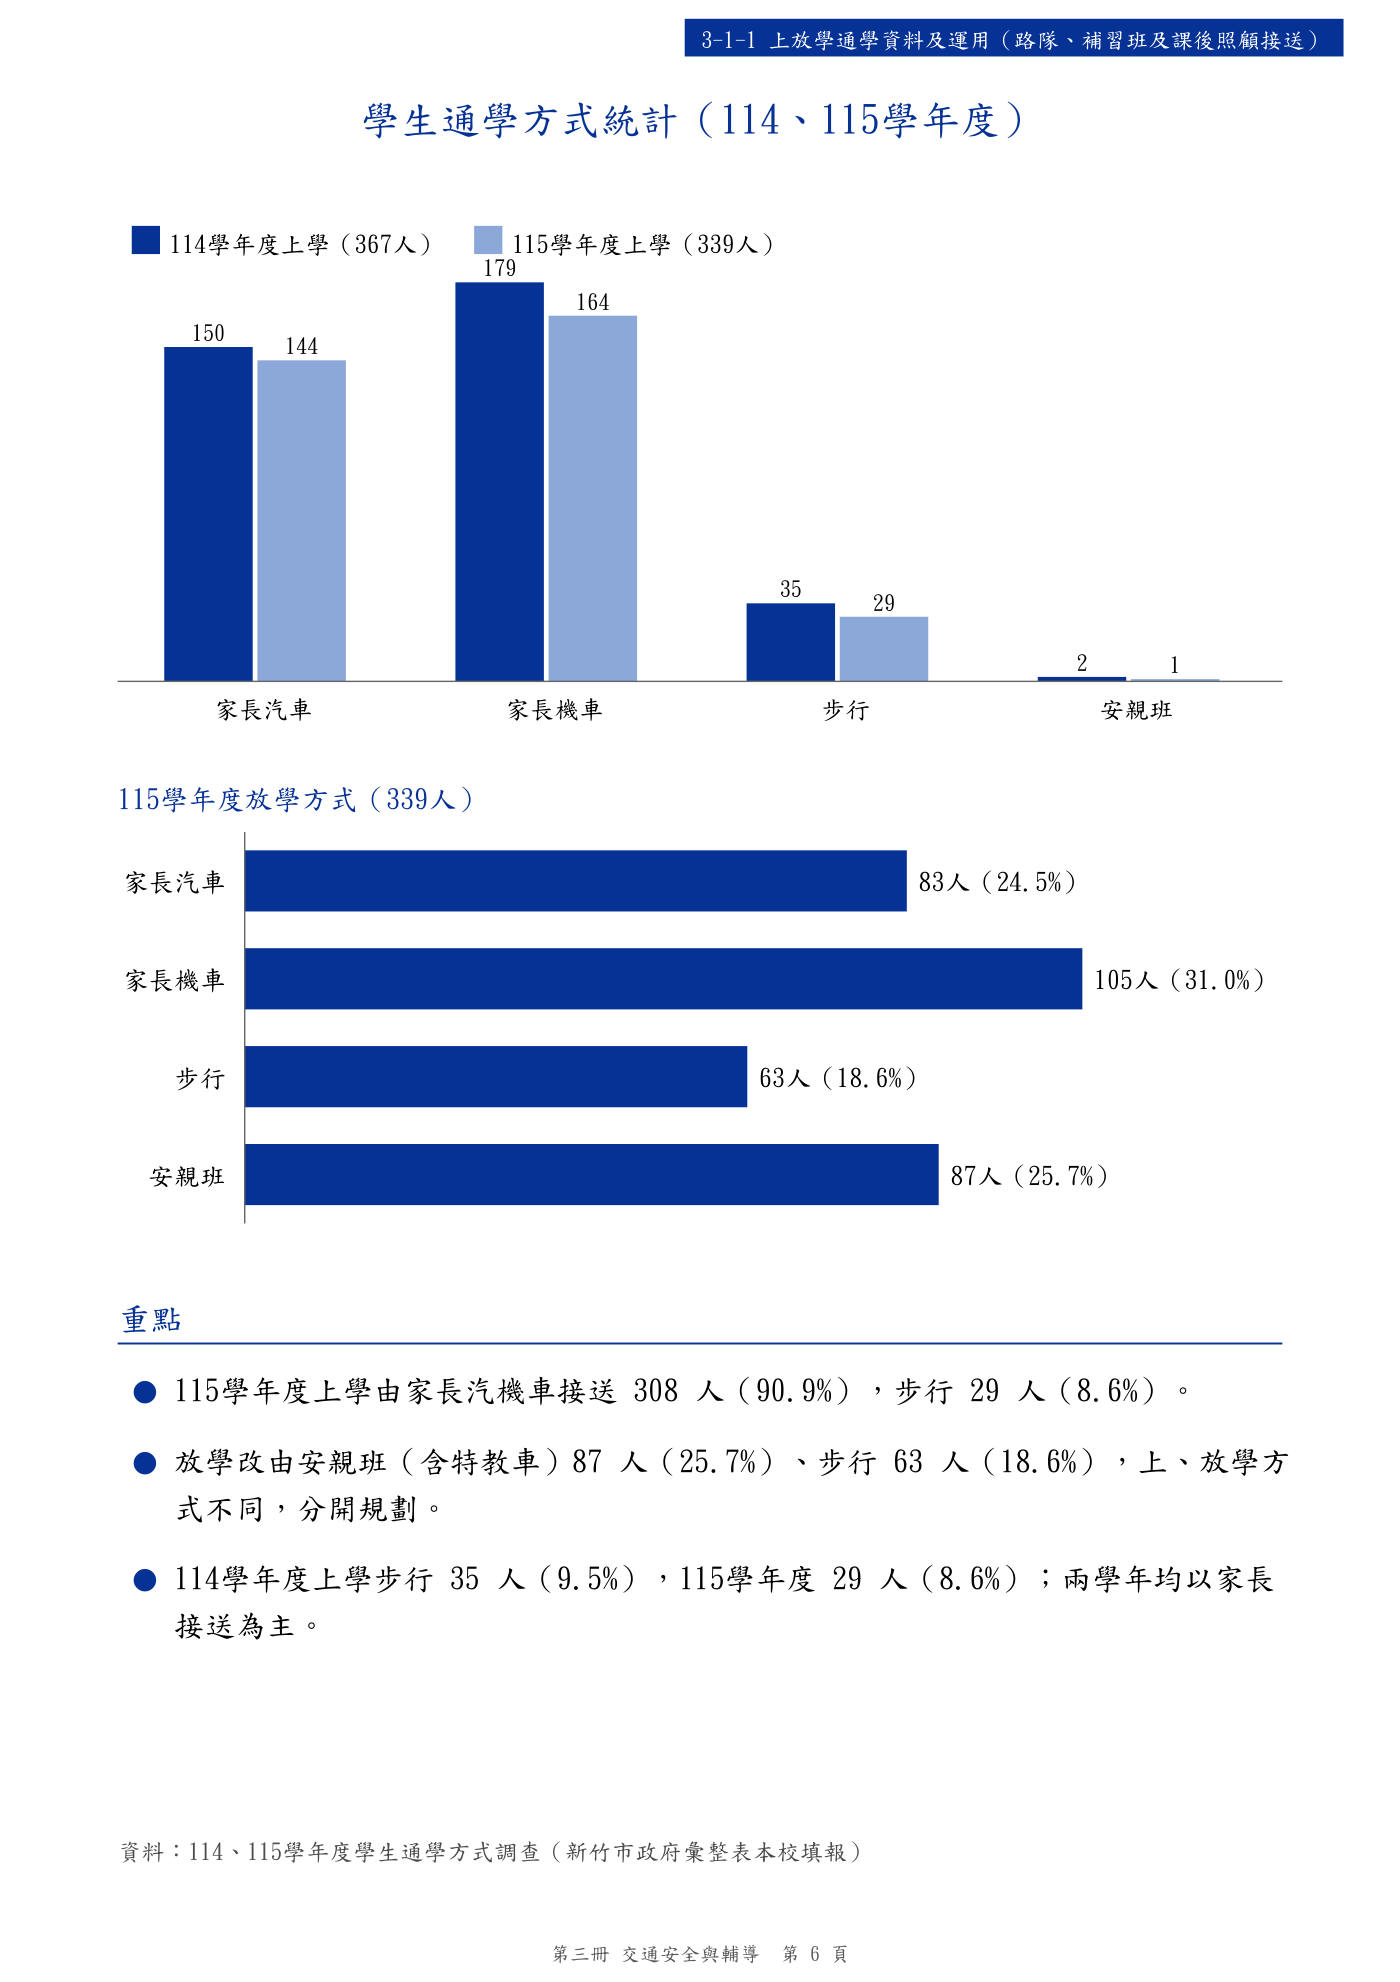 3-1-1 上放學通學資料及運用（路隊、補習班及課後照顧接送）
學生通學方式統計（114、115學年度）
114學年度上學（367人）
115學年度上學（339人）
150
144
179
164
35
29
2
1
家長汽車
家長機車
步行
安親班
115學年度放學方式（339人）
家長汽車
83人（24.5%）
家長機車
105人（31.0%）
步行
63人（18.6%）
安親班
87人（25.7%）
重點
● 115學年度上學由家長汽機車接送 308 人（90.9%），步行 29 人（8.6%）。
● 放學改由安親班（含特教車）87 人（25.7%）、步行 63 人（18.6%），上、放學方
式不同，分開規劃。
● 114學年度上學步行 35 人（9.5%），115學年度 29 人（8.6%）；兩學年均以家長
接送為主。
資料：114、115學年度學生通學方式調查（新竹市政府彙整表本校填報）
第三冊 交通安全與輔導 第 6 頁